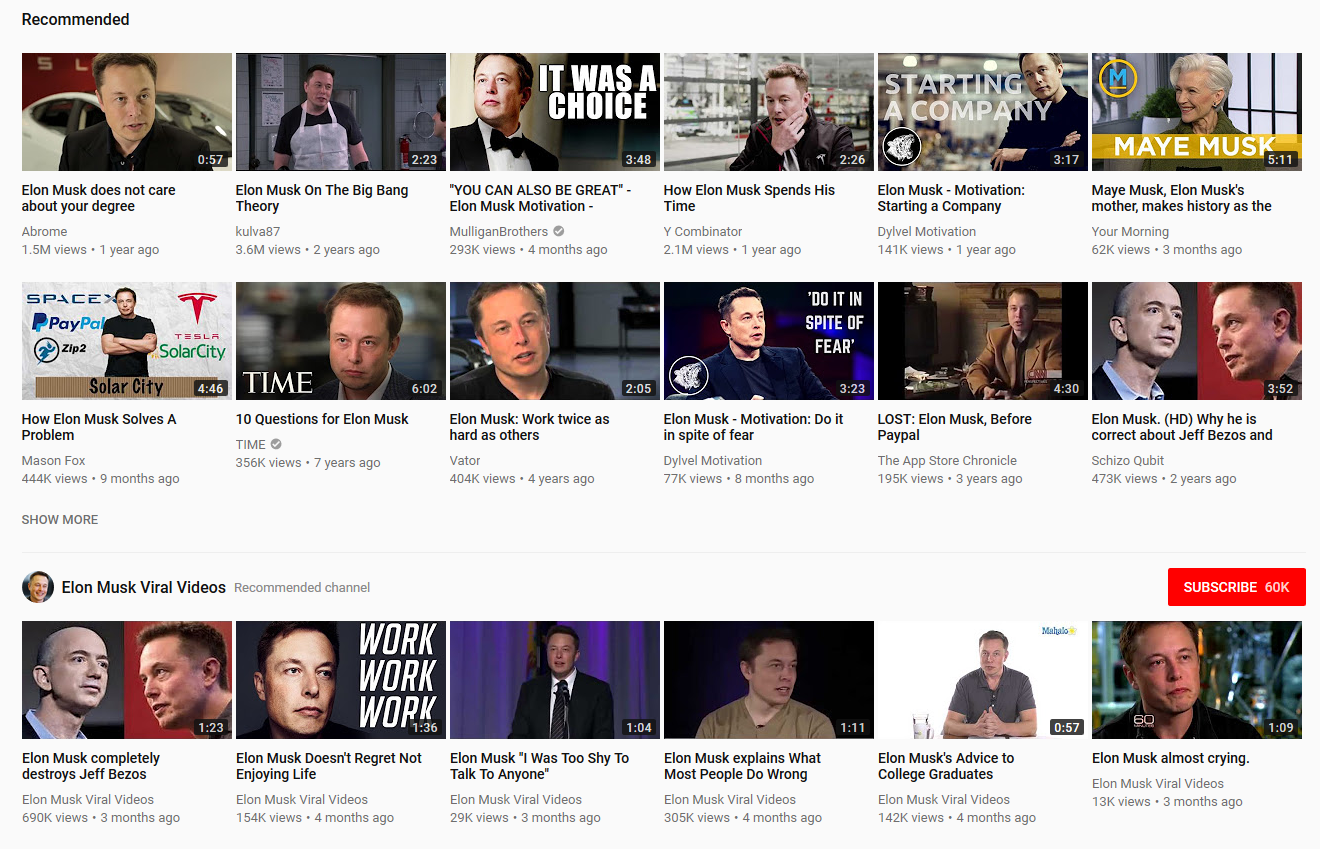 Recommended
S L
0:57
2:23
IT WAS A
CHOICE
3:48
2:26
STARTING
A COMPANY
3:17
M
MAYE MUSK
5:11
Elon Musk does not care
about your degree
Abrome
1.5M views • 1 year ago
Elon Musk On The Big Bang
Theory
kulva87
3.6M views • 2 years ago
"YOU CAN ALSO BE GREAT" -
Elon Musk Motivation -
MulliganBrothers
293K views • 4 months ago
How Elon Musk Spends His
Time
Y Combinator
2.1M views • 1 year ago
Elon Musk - Motivation:
Starting a Company
Dylvel Motivation
141K views • 1 year ago
Maye Musk, Elon Musk's
mother, makes history as the
Your Morning
62K views • 3 months ago
SPACEX
PayPal
Zip2
TESLA
SolarCity
Solar City
4:46
TIME
6:02
2:05
'DO IT IN
SPITE OF
FEAR'
3:23
CNN
4:30
3:52
How Elon Musk Solves A
Problem
Mason Fox
444K views • 9 months ago
10 Questions for Elon Musk
TIME
356K views • 7 years ago
Elon Musk: Work twice as
hard as others
Vator
404K views • 4 years ago
Elon Musk - Motivation: Do it
in spite of fear
Dylvel Motivation
77K views • 8 months ago
LOST: Elon Musk, Before
Paypal
The App Store Chronicle
195K views • 3 years ago
Elon Musk. (HD) Why he is
correct about Jeff Bezos and
Schizo Qubit
473K views • 2 years ago
SHOW MORE
Elon Musk Viral Videos Recommended channel
SUBSCRIBE 60K
1:23
WORK
WORK
WORK
1:36
1:04
1:11
Mahalo
0:57
60
MINUTES
1:09
Elon Musk completely
destroys Jeff Bezos
Elon Musk Viral Videos
690K views • 3 months ago
Elon Musk Doesn't Regret Not
Enjoying Life
Elon Musk Viral Videos
154K views • 4 months ago
Elon Musk "I Was Too Shy To
Talk To Anyone"
Elon Musk Viral Videos
29K views • 3 months ago
Elon Musk explains What
Most People Do Wrong
Elon Musk Viral Videos
305K views • 4 months ago
Elon Musk's Advice to
College Graduates
Elon Musk Viral Videos
142K views • 4 months ago
Elon Musk almost crying.
Elon Musk Viral Videos
13K views • 3 months ago